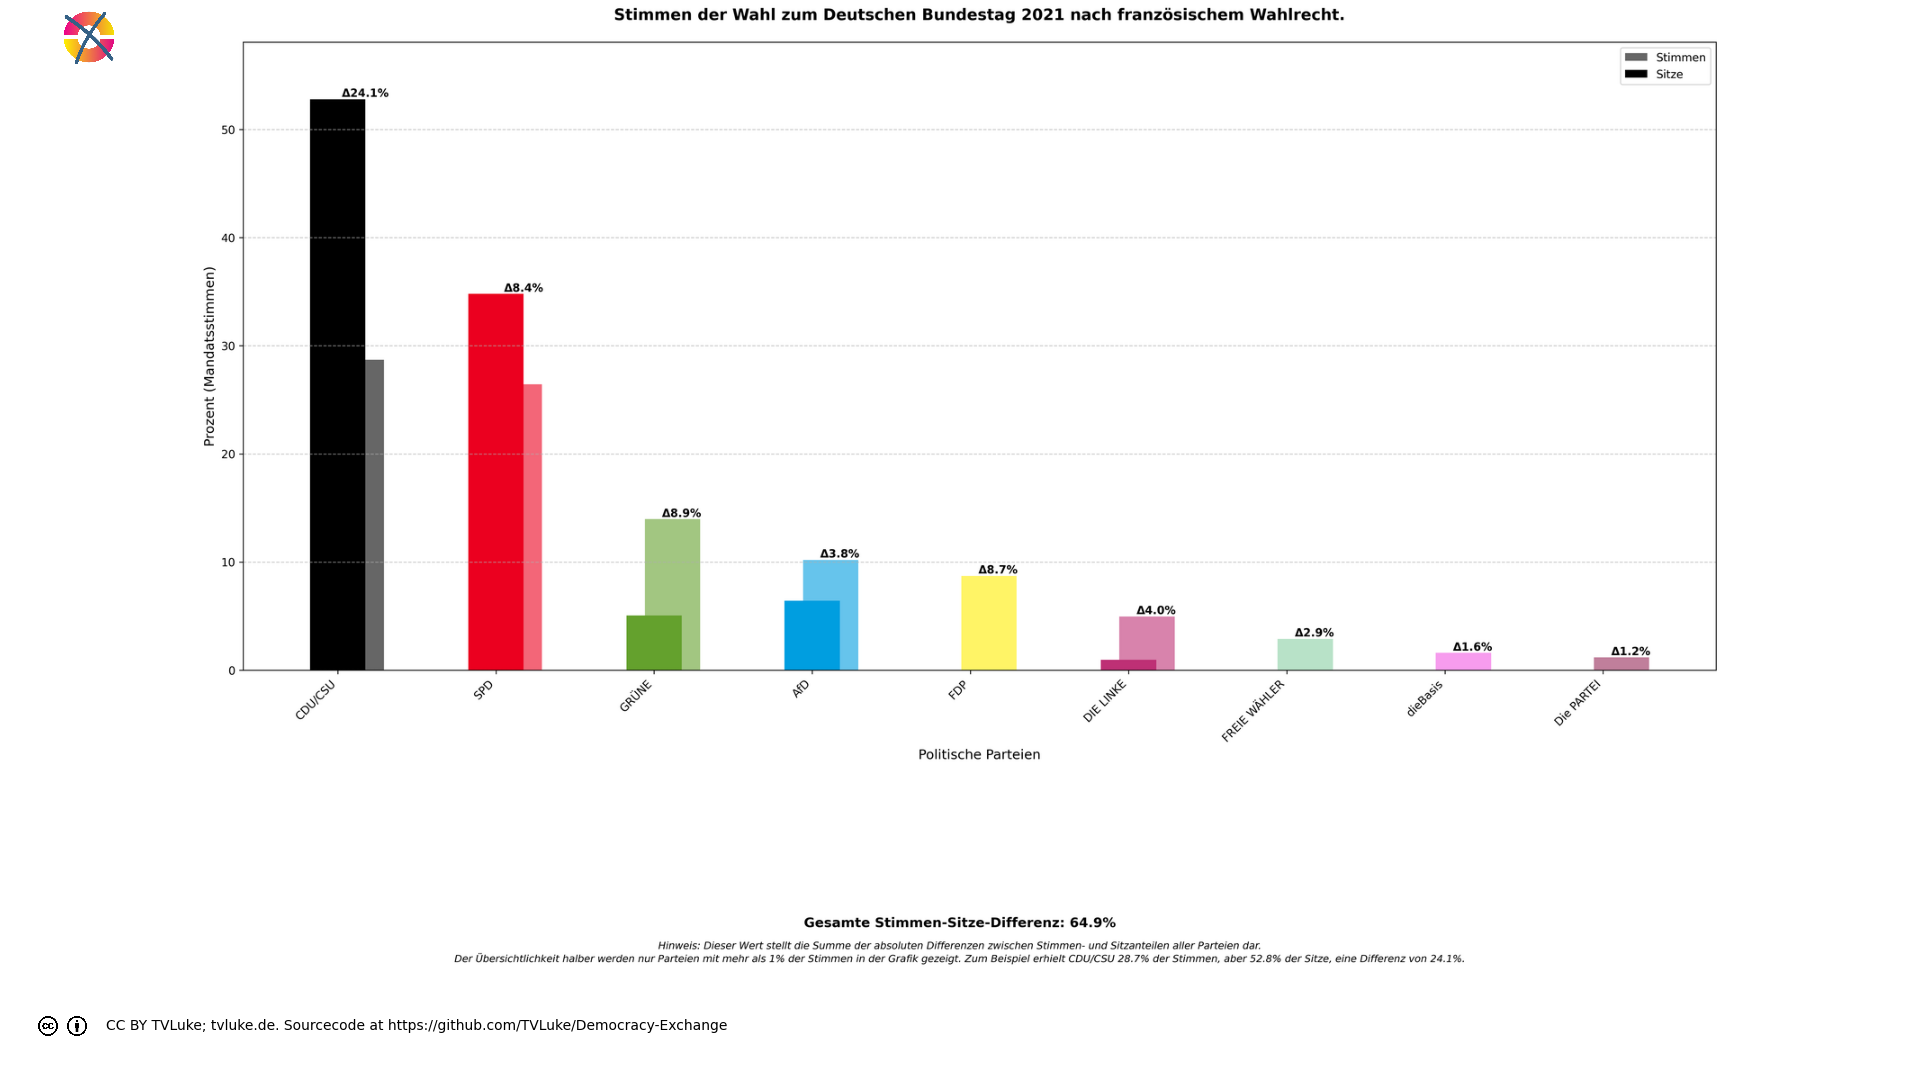 Stimmen der Wahl zum Deutschen Bundestag 2021 nach französischem Wahlrecht.
Stimmen
Sitze
Prozent (Mandatsstimmen)
50
40
30
20
10
0
Δ24.1%
Δ8.4%
Δ8.9%
Δ3.8%
Δ8.7%
Δ4.0%
Δ2.9%
Δ1.6%
Δ1.2%
CDU/CSU
SPD
GRÜNE
AfD
FDP
DIE LINKE
FREIE WÄHLER
dieBasis
Die PARTEI
Politische Parteien
Gesamte Stimmen-Sitze-Differenz: 64.9%
Hinweis: Dieser Wert stellt die Summe der absoluten Differenzen zwischen Stimmen- und Sitzanteilen aller Parteien dar.
Der Übersichtlichkeit halber werden nur Parteien mit mehr als 1% der Stimmen in der Grafik gezeigt. Zum Beispiel erhielt CDU/CSU 28.7% der Stimmen, aber 52.8% der Sitze, eine Differenz von 24.1%.
cc CC BY TVLuke; tvluke.de. Sourcecode at https://github.com/TVLuke/Democracy-Exchange